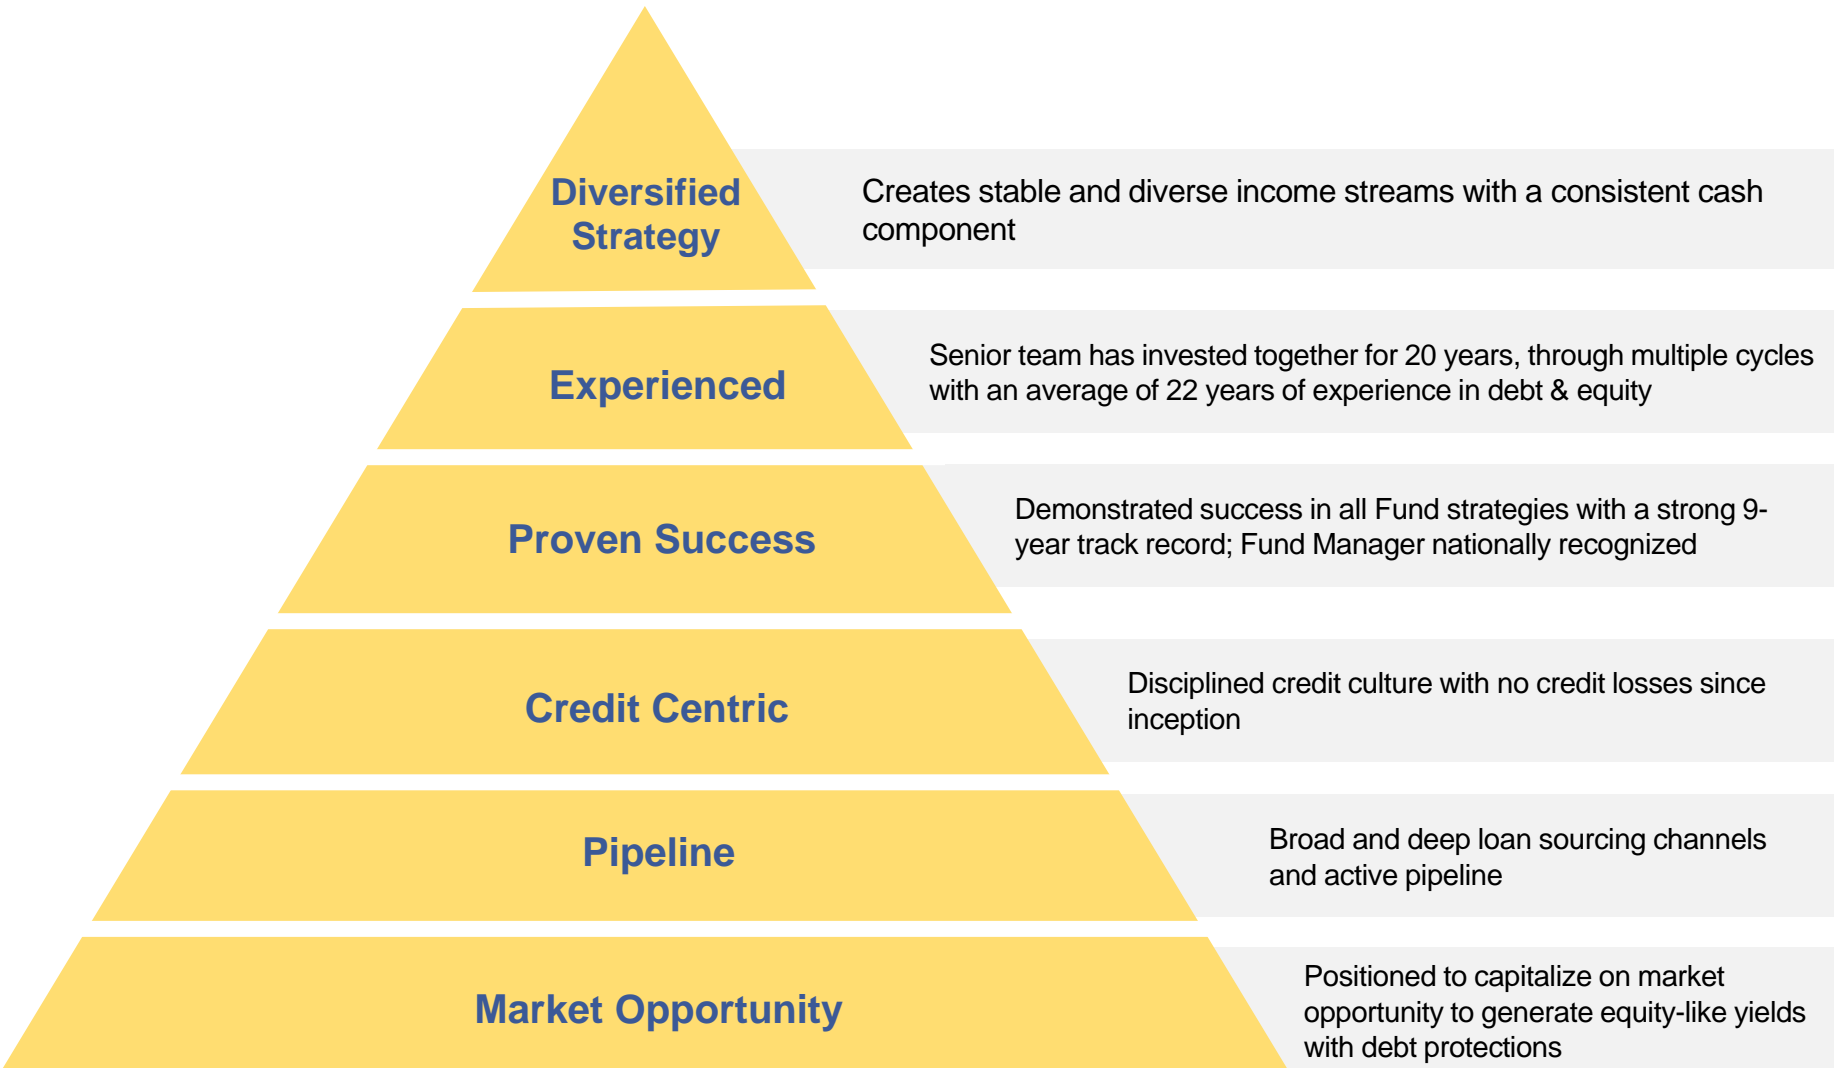 Diversified
Strategy
Creates stable and diverse income streams with a consistent cash
component
Experienced
Senior team has invested together for 20 years, through multiple cycles
with an average of 22 years of experience in debt & equity
Proven Success
Demonstrated success in all Fund strategies with a strong 9-
year track record; Fund Manager nationally recognized
Credit Centric
Disciplined credit culture with no credit losses since
inception
Pipeline
Broad and deep loan sourcing channels
and active pipeline
Market Opportunity
Positioned to capitalize on market
opportunity to generate equity-like yields
with debt protections